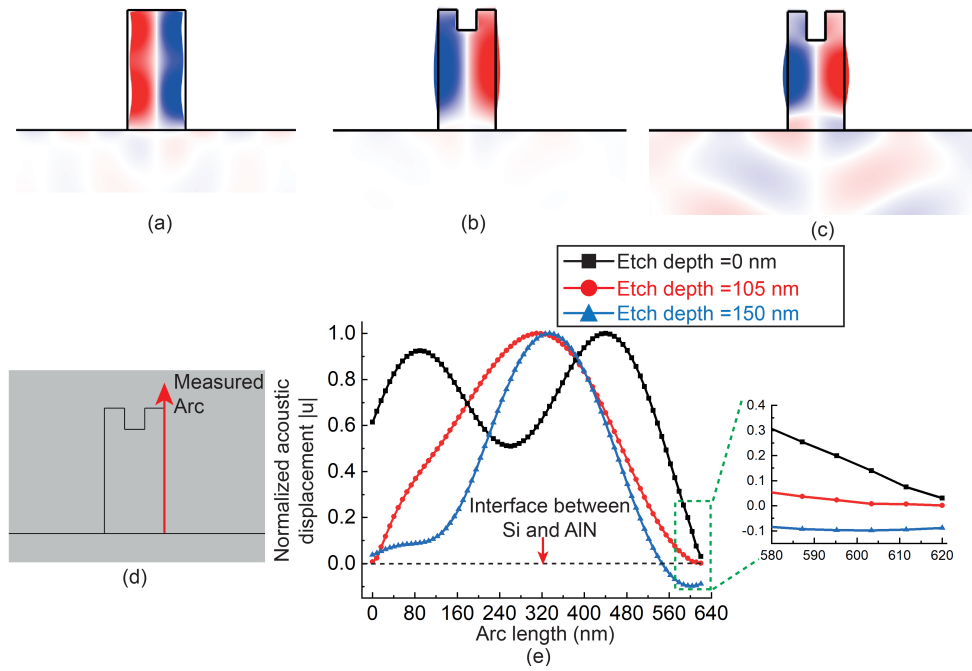 (a)
(b)
(c)
Etch depth =0 nm
Etch depth =105 nm
Etch depth =150 nm
Measured
Arc
(d)
Normalized acoustic
displacement |u|
1.0
0.8
0.6
0.4
0.2
0.0
Interface between
Si and AlN
0 80 160 240 320 400 480 560 640
Arc length (nm)
(e)
0.4
0.3
0.2
0.1
0.0
-0.1
580 590 600 610 620